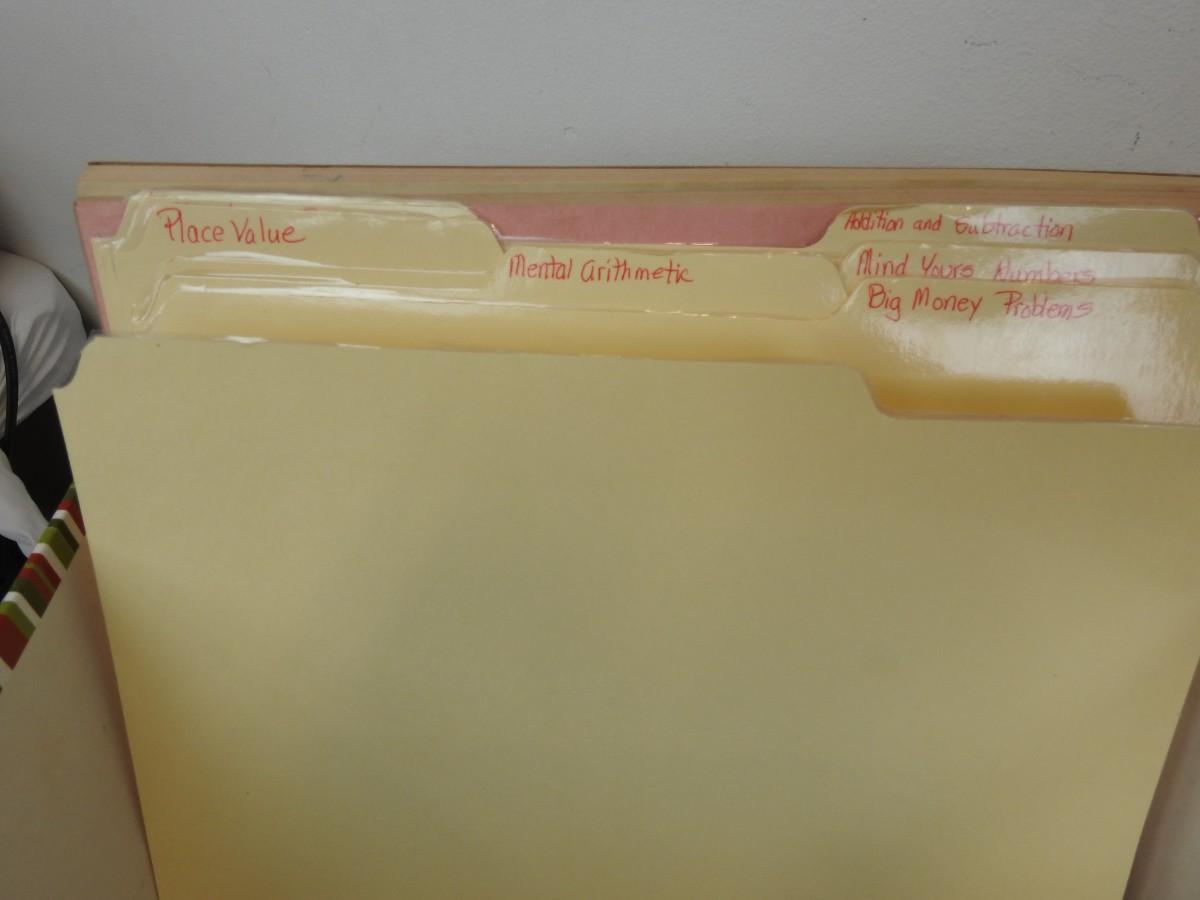 Place Value
Addition and Subtraction
Mental Arithmetic
Mind Yours Numbers
Big Money Problems